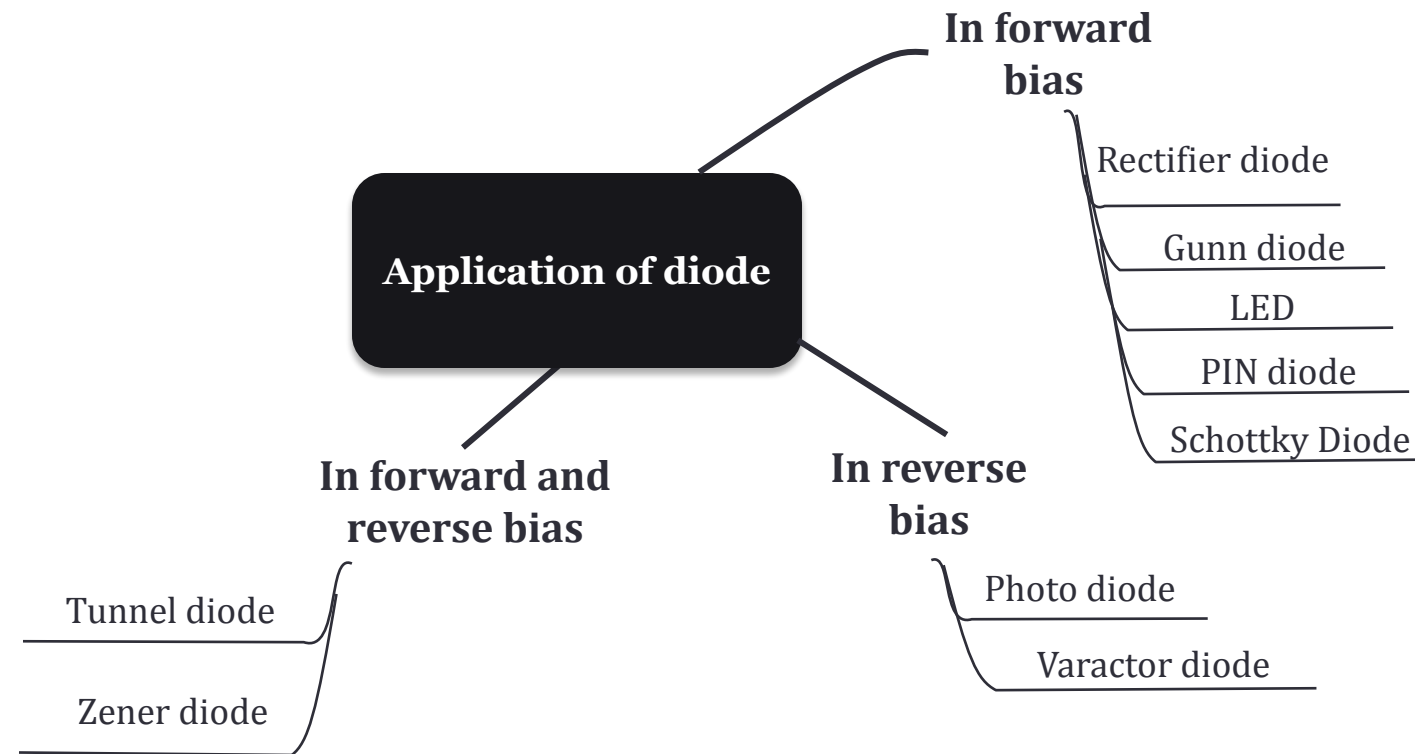 In forward
bias
Rectifier diode
Gunn diode
LED
PIN diode
Schottky Diode
Application of diode
In forward and
reverse bias
Tunnel diode
Zener diode
In reverse
bias
Photo diode
Varactor diode